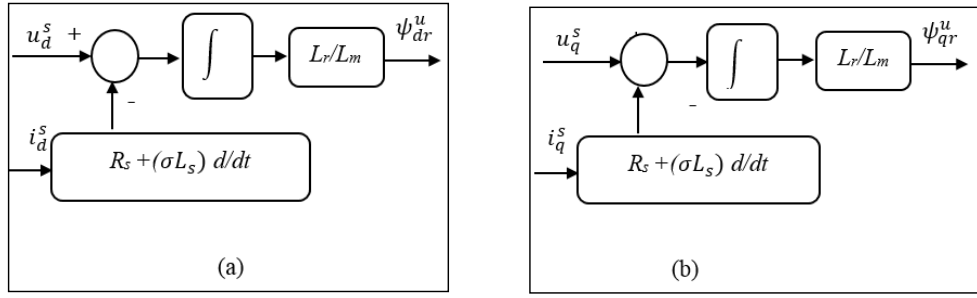 u_d^s + ∫ L_r/L_m ψ_dr^u
−
i_d^s
R_s +(σL_s) d/dt
(a)
u_q^s ∫ L_r/L_m ψ_qr^u
−
i_q^s
R_s +(σL_s) d/dt
(b)